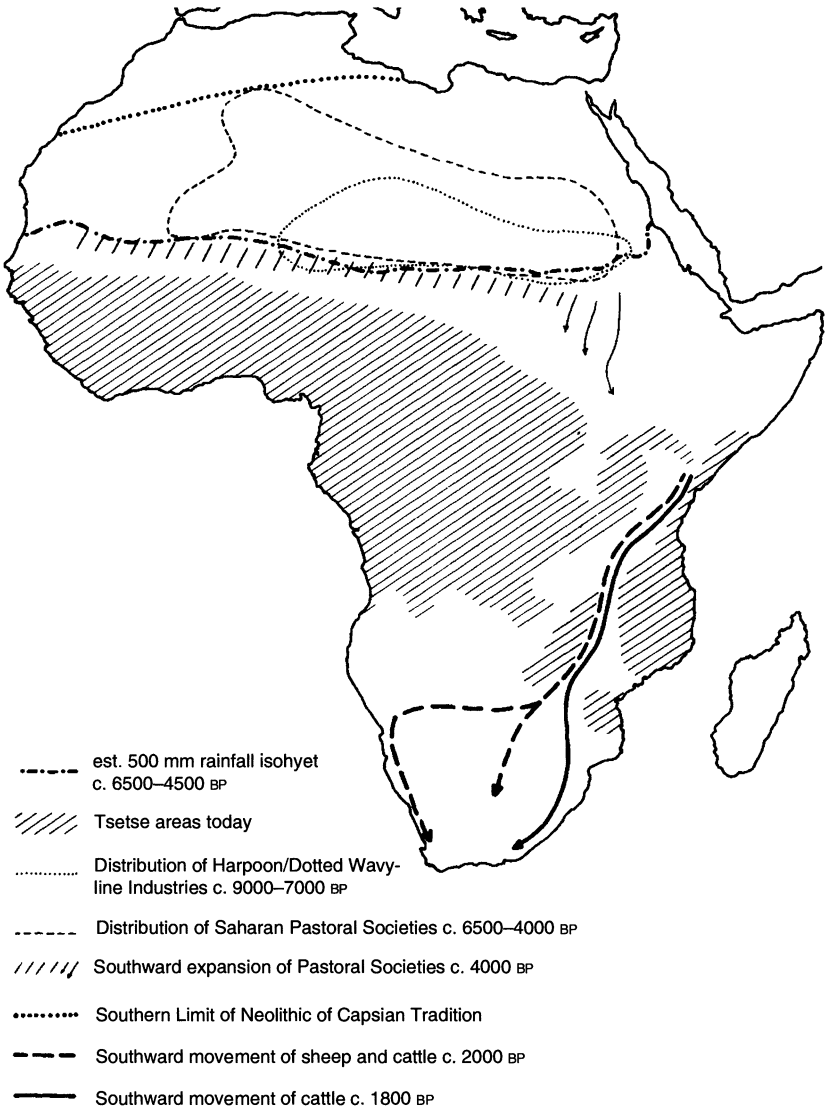 est. 500 mm rainfall isohyet
c. 6500–4500 BP
Tsetse areas today
Distribution of Harpoon/Dotted Wavy-
line Industries c. 9000–7000 BP
Distribution of Saharan Pastoral Societies c. 6500–4000 BP
Southward expansion of Pastoral Societies c. 4000 BP
Southern Limit of Neolithic of Capsian Tradition
Southward movement of sheep and cattle c. 2000 BP
Southward movement of cattle c. 1800 BP